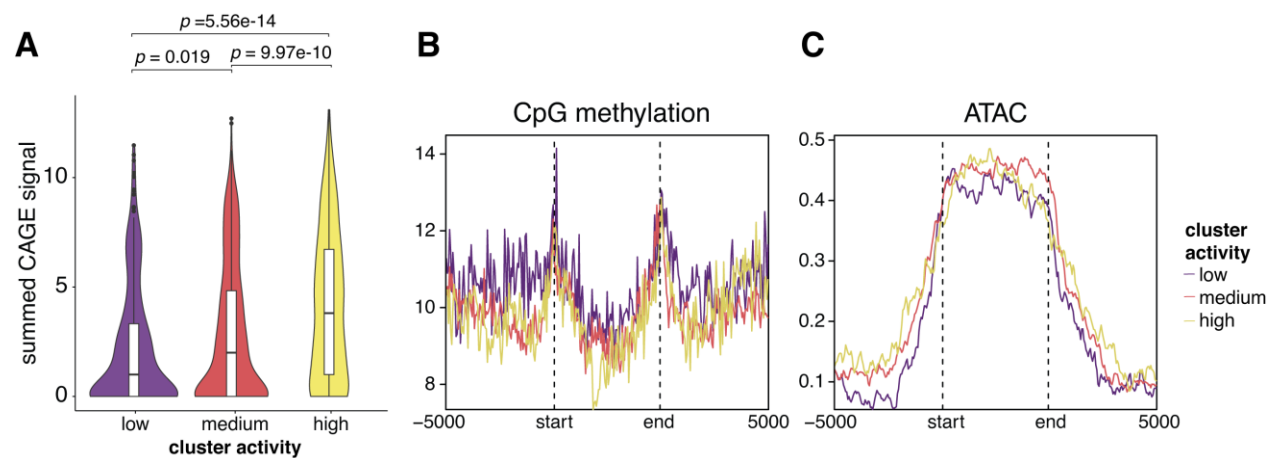 A
p =5.56e-14
p = 0.019
p = 9.97e-10
summed CAGE signal
10
5
0
low
medium
high
cluster activity
B
CpG methylation
14
12
10
8
−5000
start
end
5000
C
ATAC
0.5
0.4
0.3
0.2
0.1
−5000
start
end
5000
cluster
activity
low
medium
high